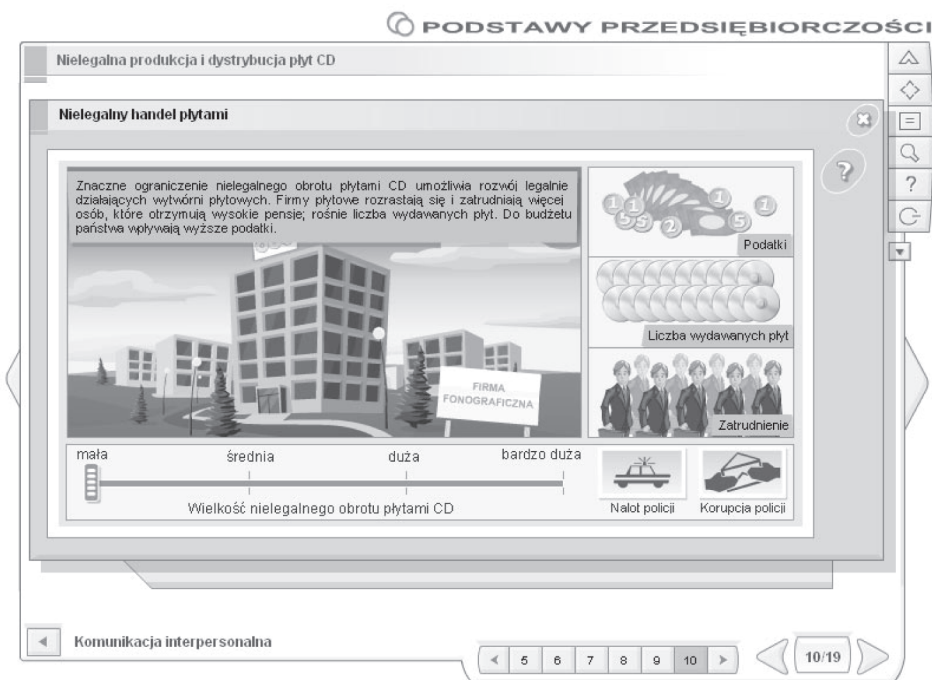 PODSTAWY PRZEDSIĘBIORCZOŚCI
Nielegalna produkcja i dystrybucja płyt CD
Nielegalny handel płytami
Znaczne ograniczenie nielegalnego obrotu płytami CD umożliwia rozwój legalnie
działających wytwórni płytowych. Firmy płytowe rozrastają się i zatrudniają więcej
osób, które otrzymują wysokie pensje; rośnie liczba wydawanych płyt. Do budżetu
państwa wpływają wyższe podatki.
Podatki
Liczba wydawanych płyt
FIRMA
FONOGRAFICZNA
Zatrudnienie
mała średnia duża bardzo duża
Wielkość nielegalnego obrotu płytami CD
Nalot policji Korupcja policji
Komunikacja interpersonalna
5 6 7 8 9 10
10/19